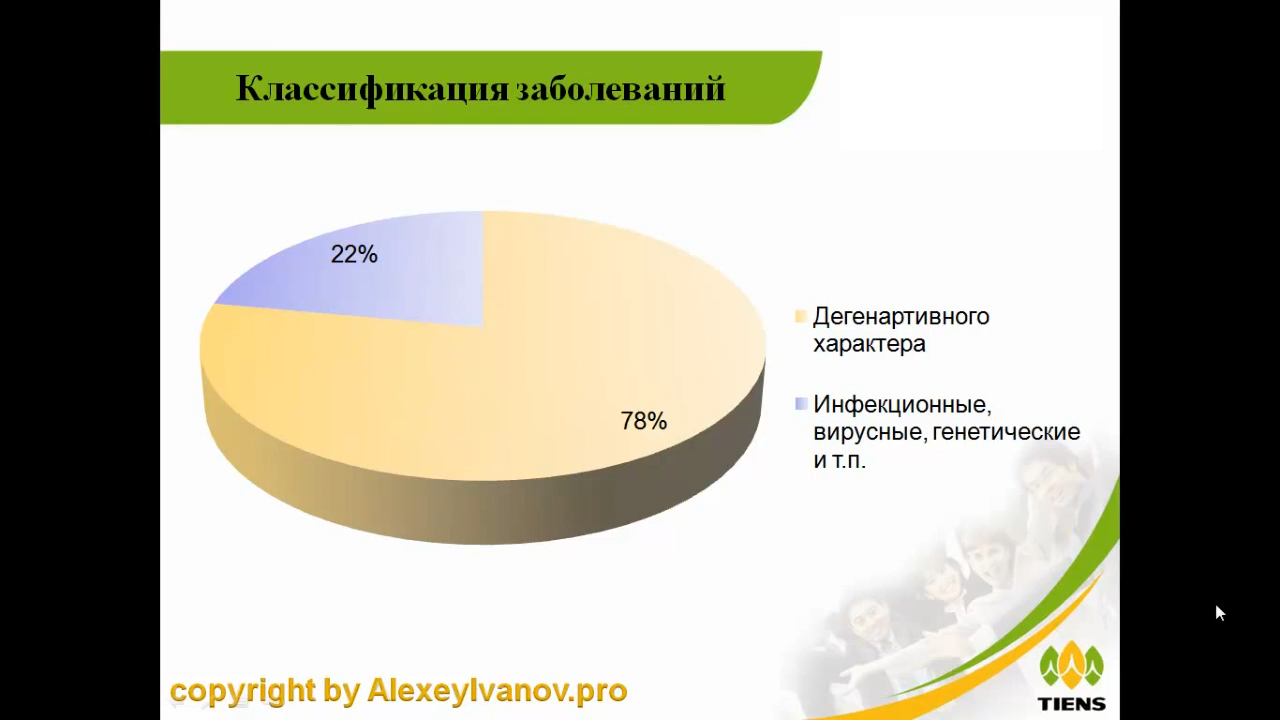 Классификация заболеваний
22%
78%
Дегенартивного
характера
Инфекционные,
вирусные, генетические
и т.п.
copyright by AlexeyIvanov.pro
TIENS